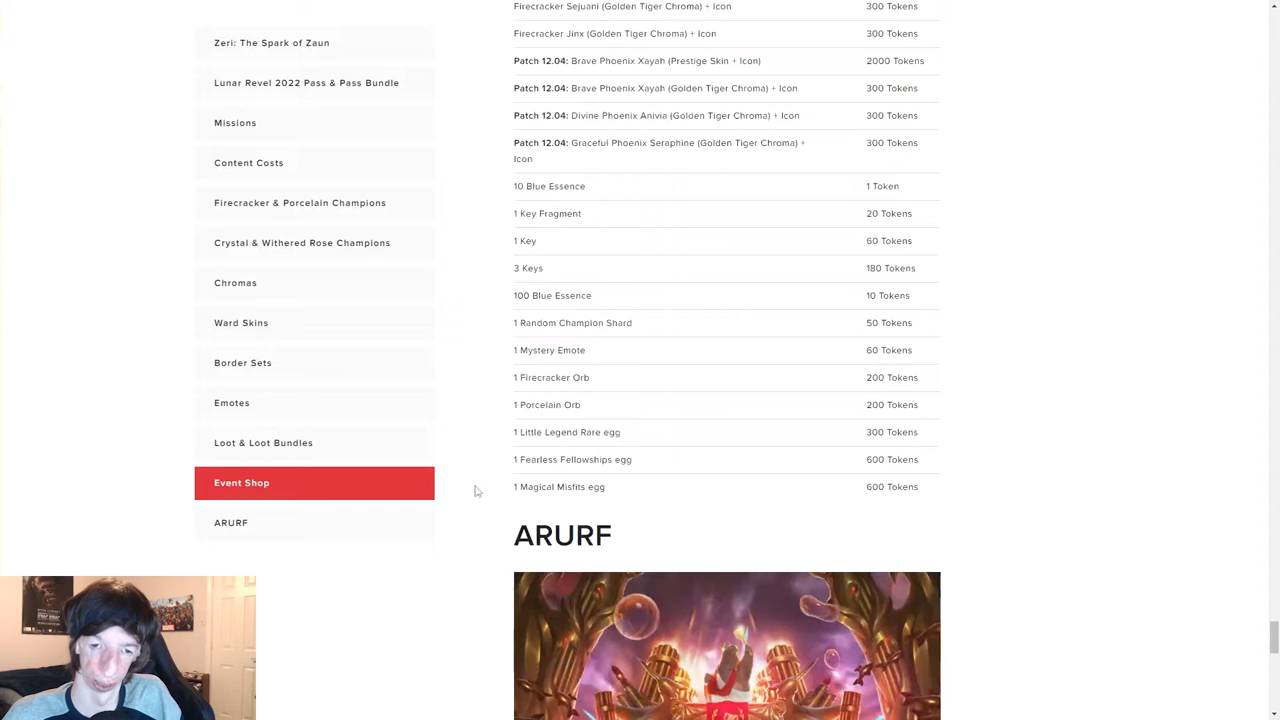 Zeri: The Spark of Zaun
Lunar Revel 2022 Pass & Pass Bundle
Missions
Content Costs
Firecracker & Porcelain Champions
Crystal & Withered Rose Champions
Chromas
Ward Skins
Border Sets
Emotes
Loot & Loot Bundles
Event Shop
ARURF
Firecracker Sejuani (Golden Tiger Chroma) + Icon 300 Tokens
Firecracker Jinx (Golden Tiger Chroma) + Icon 300 Tokens
Patch 12.04: Brave Phoenix Xayah (Prestige Skin + Icon) 2000 Tokens
Patch 12.04: Brave Phoenix Xayah (Golden Tiger Chroma) + Icon 300 Tokens
Patch 12.04: Divine Phoenix Anivia (Golden Tiger Chroma) + Icon 300 Tokens
Patch 12.04: Graceful Phoenix Seraphine (Golden Tiger Chroma) + 300 Tokens
Icon
10 Blue Essence 1 Token
1 Key Fragment 20 Tokens
1 Key 60 Tokens
3 Keys 180 Tokens
100 Blue Essence 10 Tokens
1 Random Champion Shard 50 Tokens
1 Mystery Emote 60 Tokens
1 Firecracker Orb 200 Tokens
1 Porcelain Orb 200 Tokens
1 Little Legend Rare egg 300 Tokens
1 Fearless Fellowships egg 600 Tokens
1 Magical Misfits egg 600 Tokens
ARURF